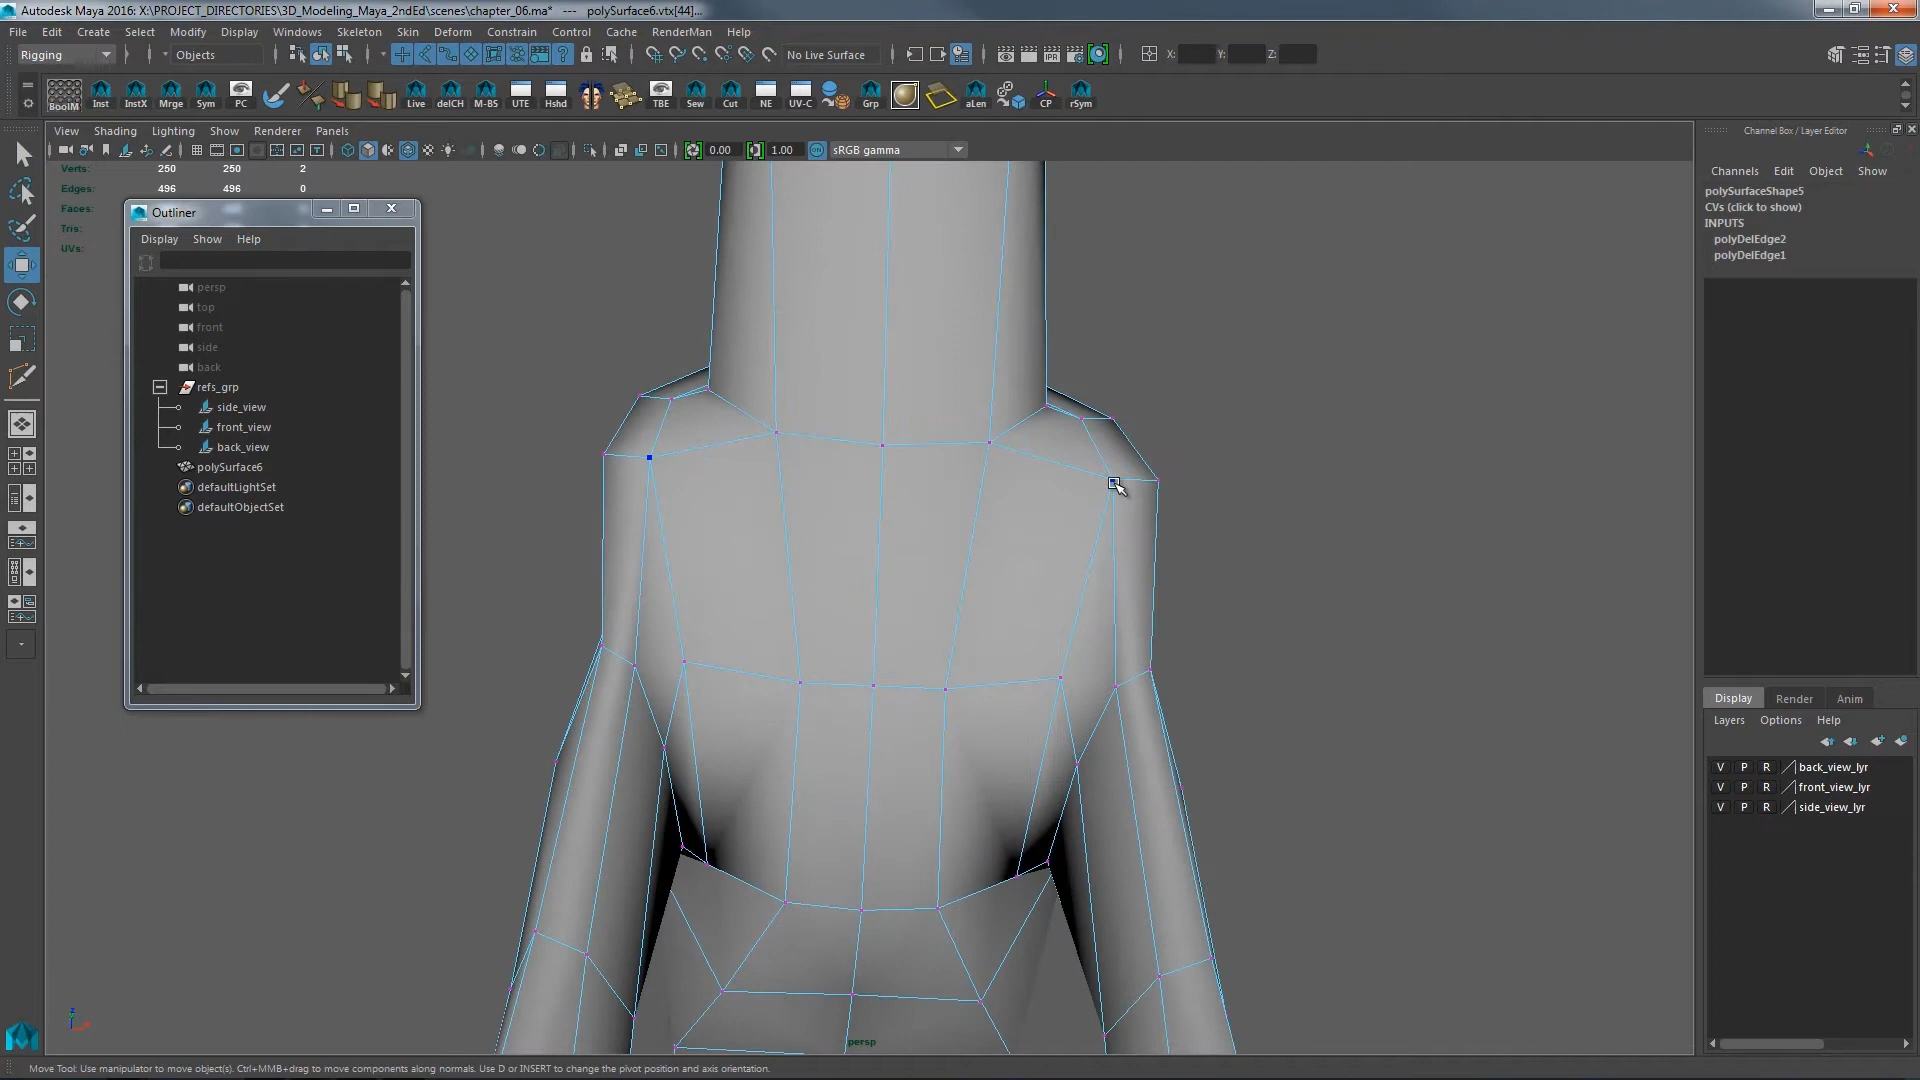 Autodesk Maya 2016: X:\PROJECT_DIRECTORIES\3D_Modeling_Maya_2ndEd\scenes\chapter_06.ma* --- polySurface6.vtx[44]...
File Edit Create Select Modify Display Windows Skeleton Skin Deform Constrain Control Cache RenderMan Help
Rigging Objects No Live Surface X: Y: Z:
BoolM Inst InstX Mrge Sym PC Live delCH M-BS UTE Hshd TBE Sew Cut NE UV-C Grp aLen CP rSym
View Shading Lighting Show Renderer Panels
0.00 1.00 ON sRGB gamma
Verts: 250 250 2
Edges: 496 496 0
Faces:
Tris:
UVs:
Outliner
Display Show Help
persp
top
front
side
back
refs_grp
side_view
front_view
back_view
polySurface6
defaultLightSet
defaultObjectSet
persp
Channel Box / Layer Editor
Channels Edit Object Show
polySurfaceShape5
CVs (click to show)
INPUTS
polyDelEdge2
polyDelEdge1
Display Render Anim
Layers Options Help
V P R back_view_lyr
V P R front_view_lyr
V P R side_view_lyr
Move Tool: Use manipulator to move object(s). Ctrl+MMB+drag to move components along normals. Use D or INSERT to change the pivot position and axis orientation.